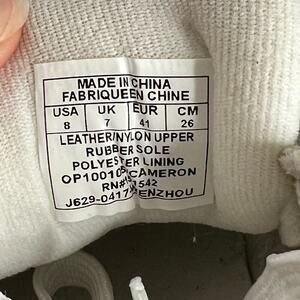 MADE IN CHINA
FABRIQUEEN CHINE
USA UK EUR CM
8 7 41 26
LEATHER/NYLON UPPER
RUBBER SOLE
POLYESTER LINING
CAMERON
J629-0417